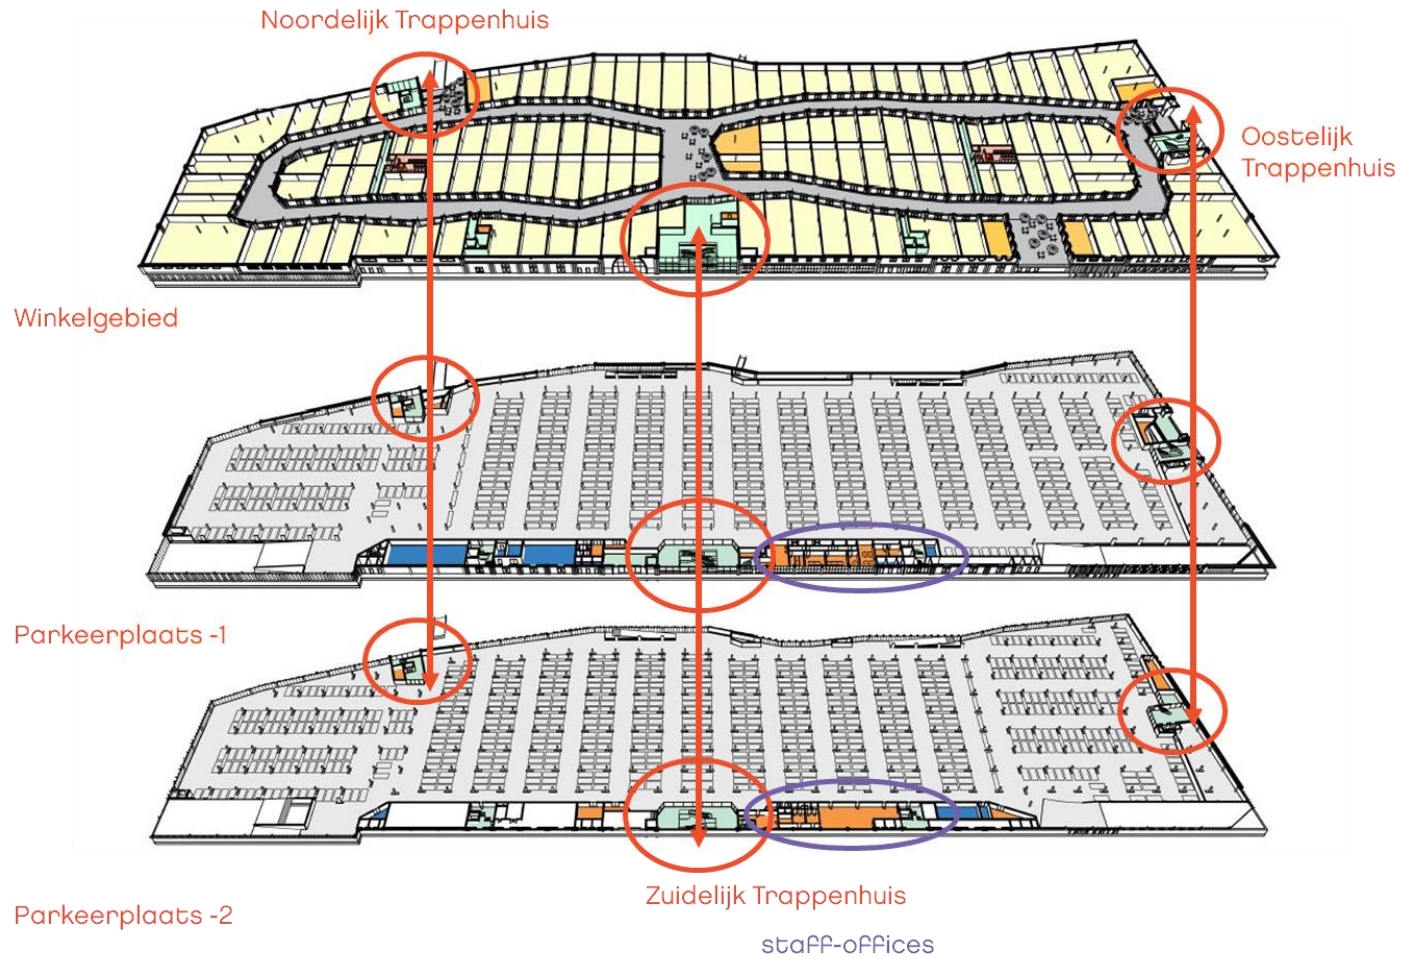 Noordelijk Trappenhuis
Oostelijk
Trappenhuis
Winkelgebied
Parkeerplaats -1
Zuidelijk Trappenhuis
Parkeerplaats -2
staff-offices